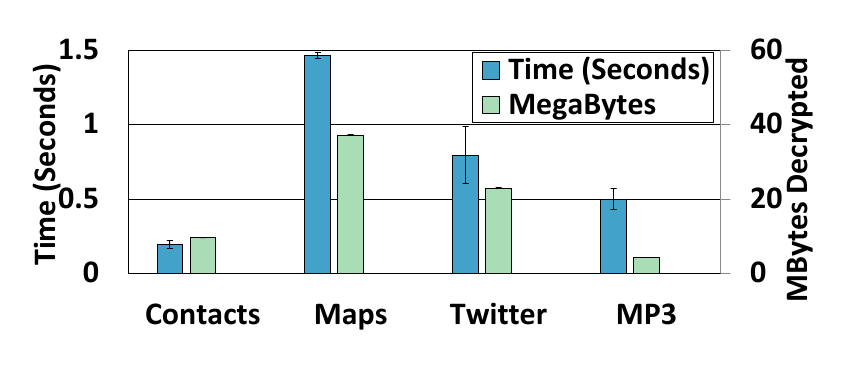 Time (Seconds)
1.5
1
0.5
0
Time (Seconds)
MegaBytes
60
40
20
0
MBytes Decrypted
Contacts
Maps
Twitter
MP3